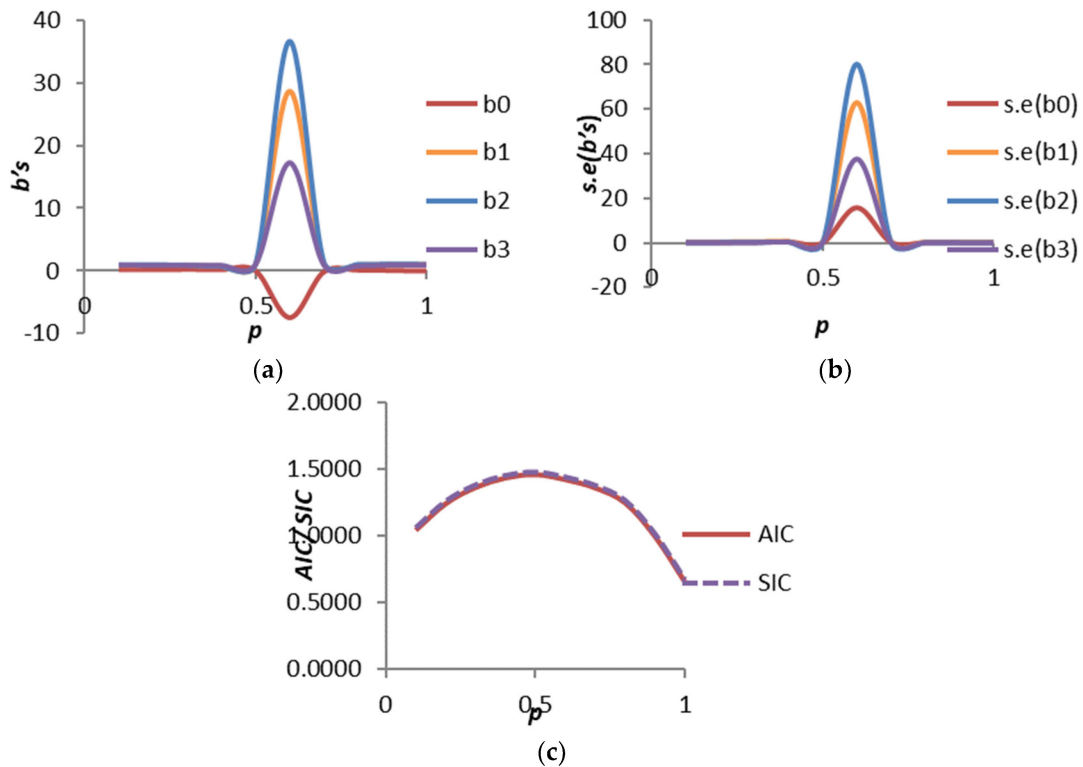 40
30
20
10
0
-10
b's
0
0.5
1
p
b0
b1
b2
b3
(a)
100
80
60
40
20
0
-20
s.e(b's)
0
0.5
1
p
s.e(b0)
s.e(b1)
s.e(b2)
s.e(b3)
(b)
2.0000
1.5000
1.0000
0.5000
0.0000
AIC/ SIC
0
0.5
1
p
AIC
SIC
(c)